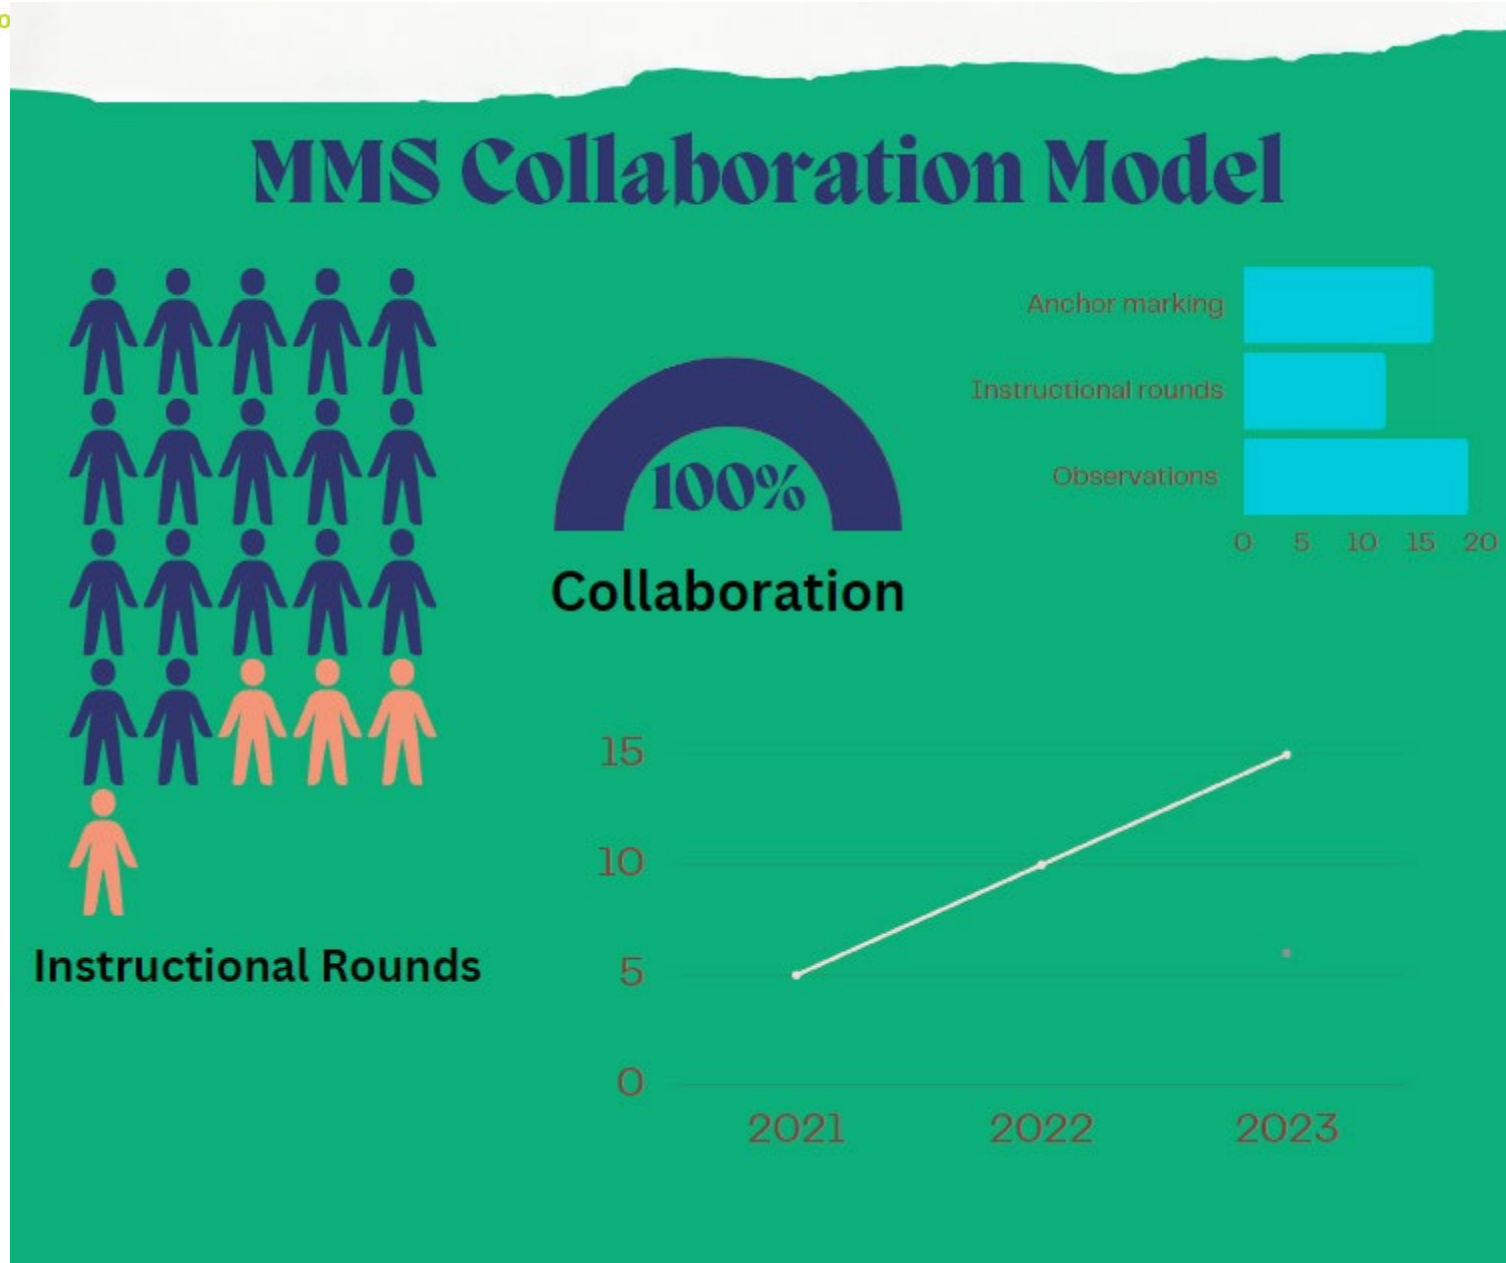 MMS Collaboration Model
Anchor marking
Instructional rounds
Observations
0 5 10 15 20
100%
Collaboration
Instructional Rounds
15
10
5
0
2021 2022 2023